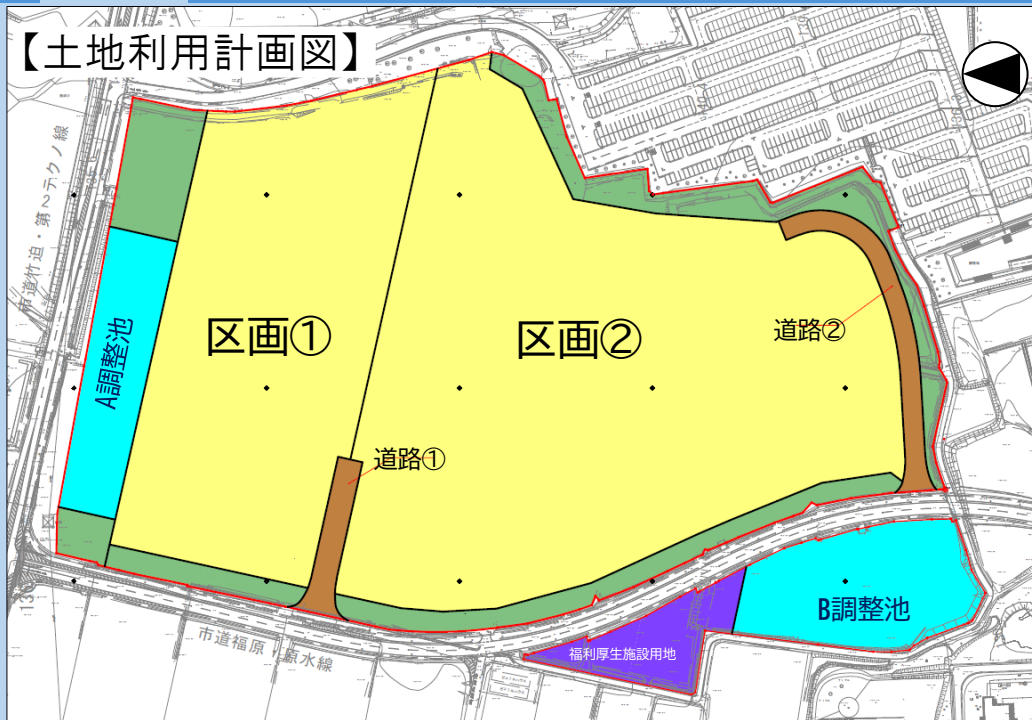 【土地利用計画図】
市道竹迫・第2テクノ線
A調整池
区画①
区画②
道路②
道路①
B調整池
福利厚生施設用地
市道福原・原水線